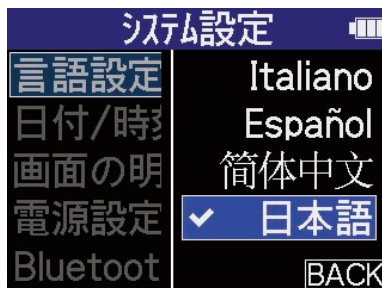 システム設定
言語設定
日付/時刻
画面の明
電源設定
Bluetoot
Italiano
Español
简体中文
日本語
BACK